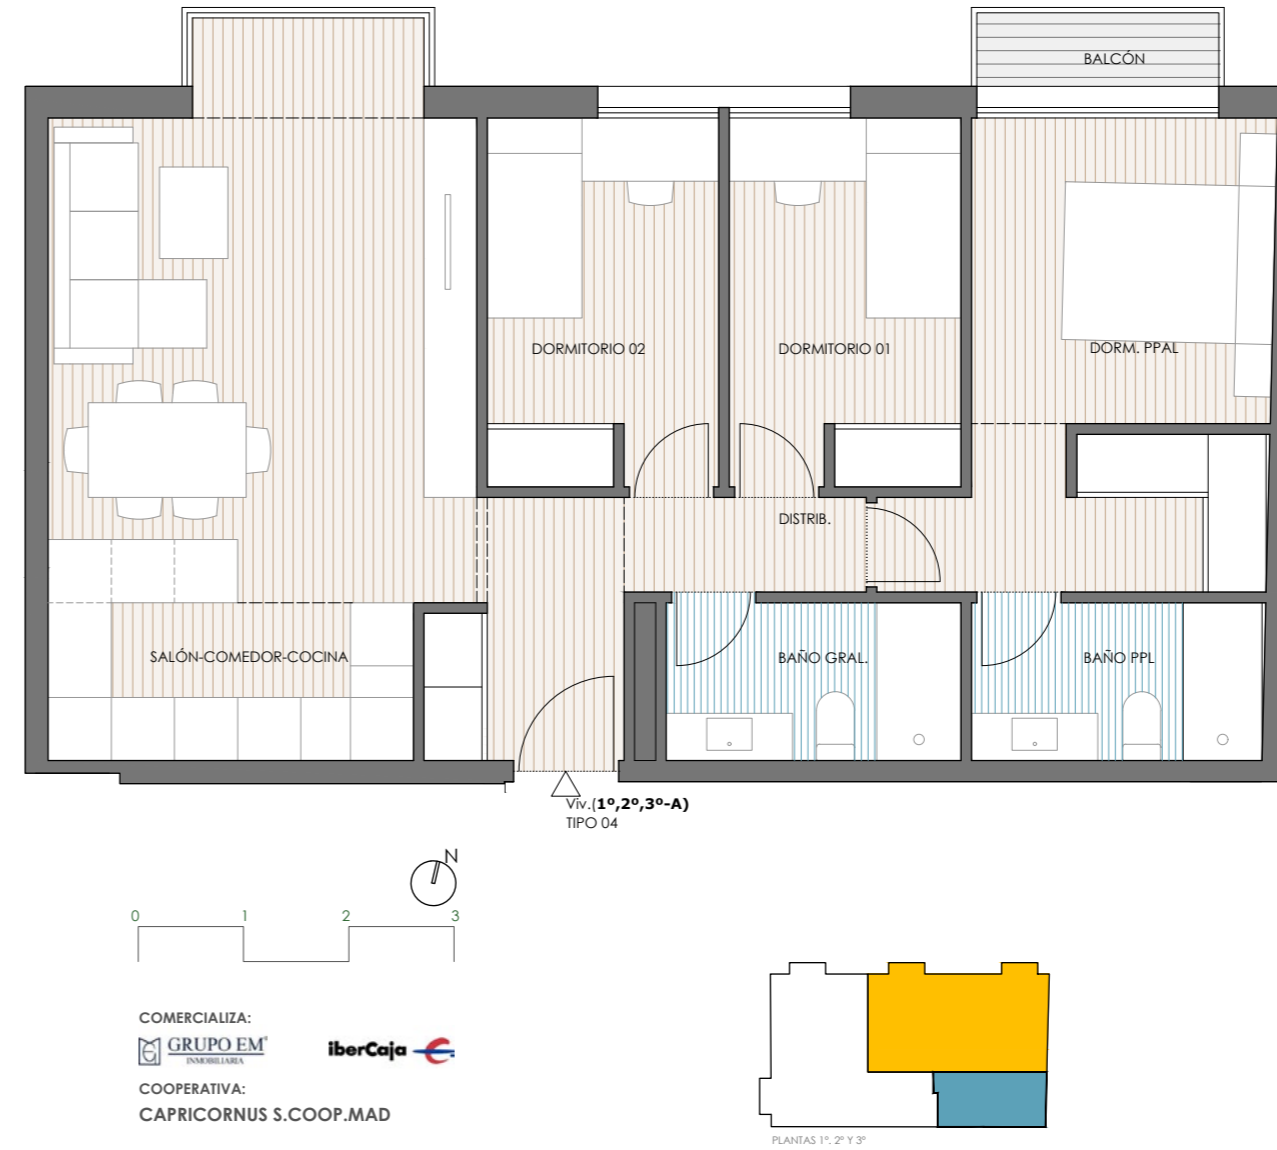 BALCÓN
DORMITORIO 02
DORMITORIO 01
DORM. PPAL
DISTRIB.
SALÓN-COMEDOR-COCINA
BAÑO GRAL.
BAÑO PPL
Viv.(1º,2º,3º-A)
TIPO 04
N
0 1 2 3
COMERCIALIZA:
GRUPO EM
INMOBILIARIA
iberCaja
COOPERATIVA:
CAPRICORNUS S.COOP.MAD
PLANTAS 1º, 2º Y 3º